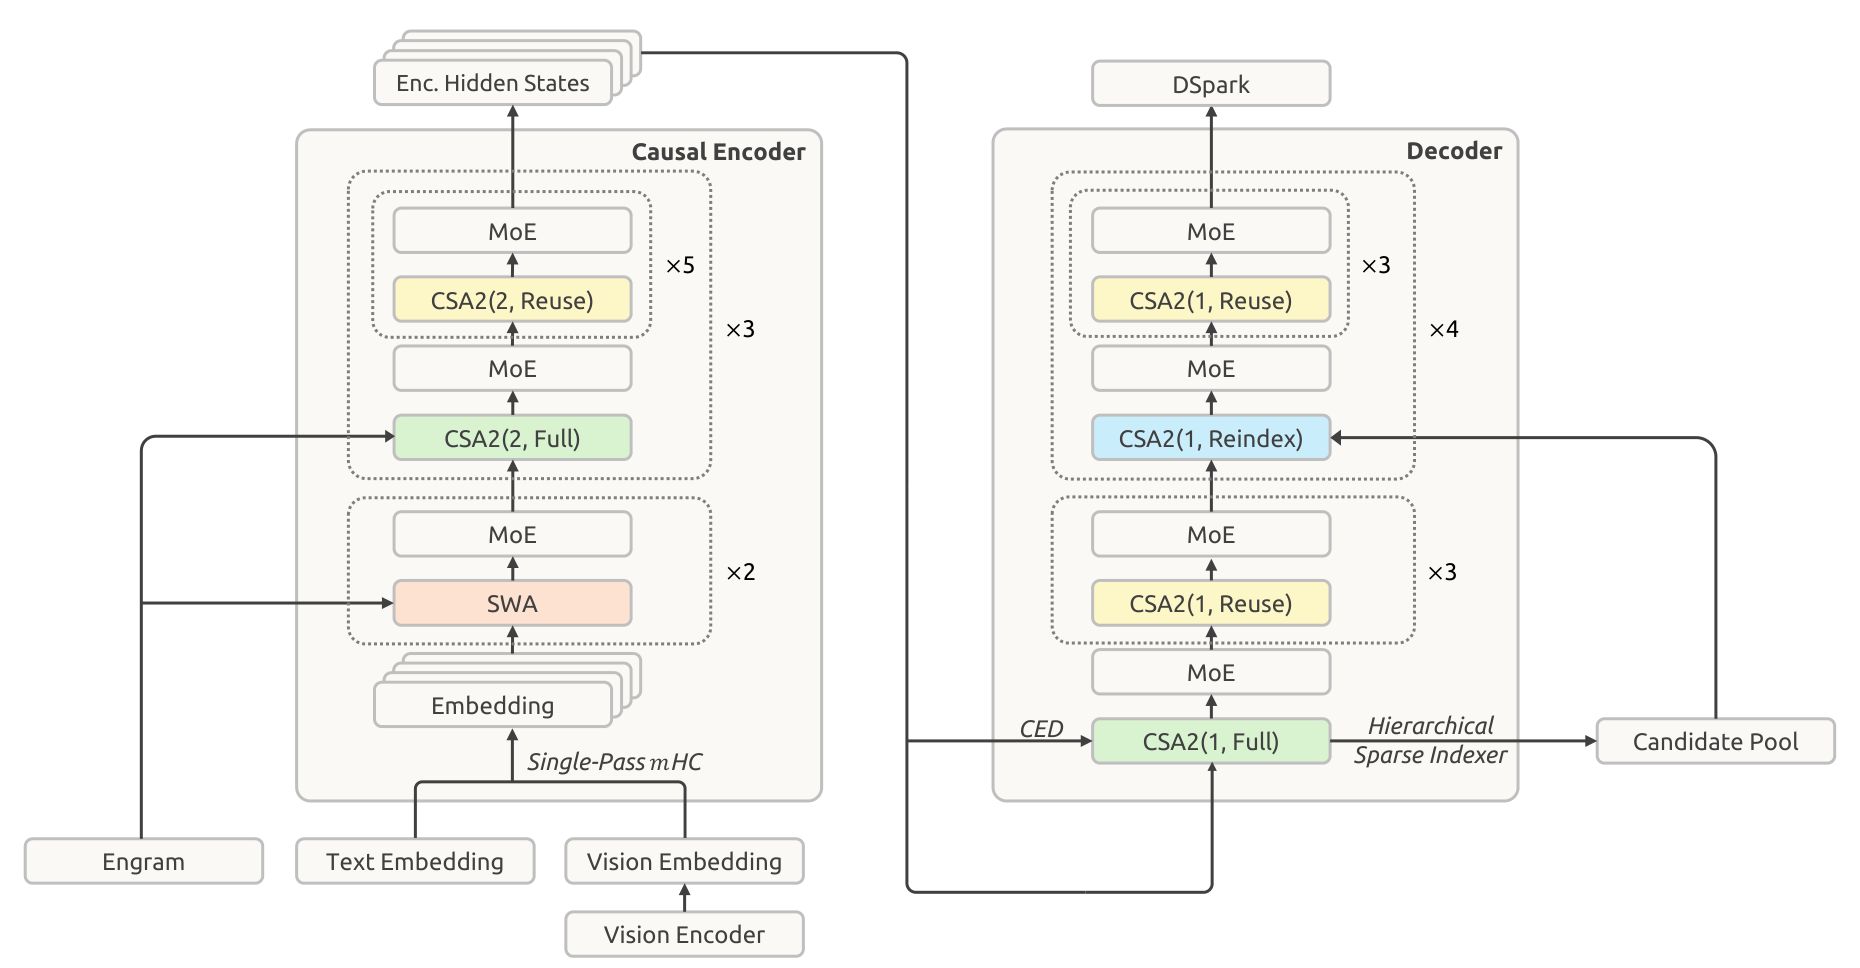 Enc. Hidden States
Causal Encoder
MoE
×5
CSA2(2, Reuse)
×3
MoE
CSA2(2, Full)
MoE
×2
SWA
Embedding
Single-Pass mHC
Engram
Text Embedding
Vision Embedding
Vision Encoder
DSpark
Decoder
MoE
×3
CSA2(1, Reuse)
×4
MoE
CSA2(1, Reindex)
MoE
×3
CSA2(1, Reuse)
MoE
CED
CSA2(1, Full)
Hierarchical
Sparse Indexer
Candidate Pool